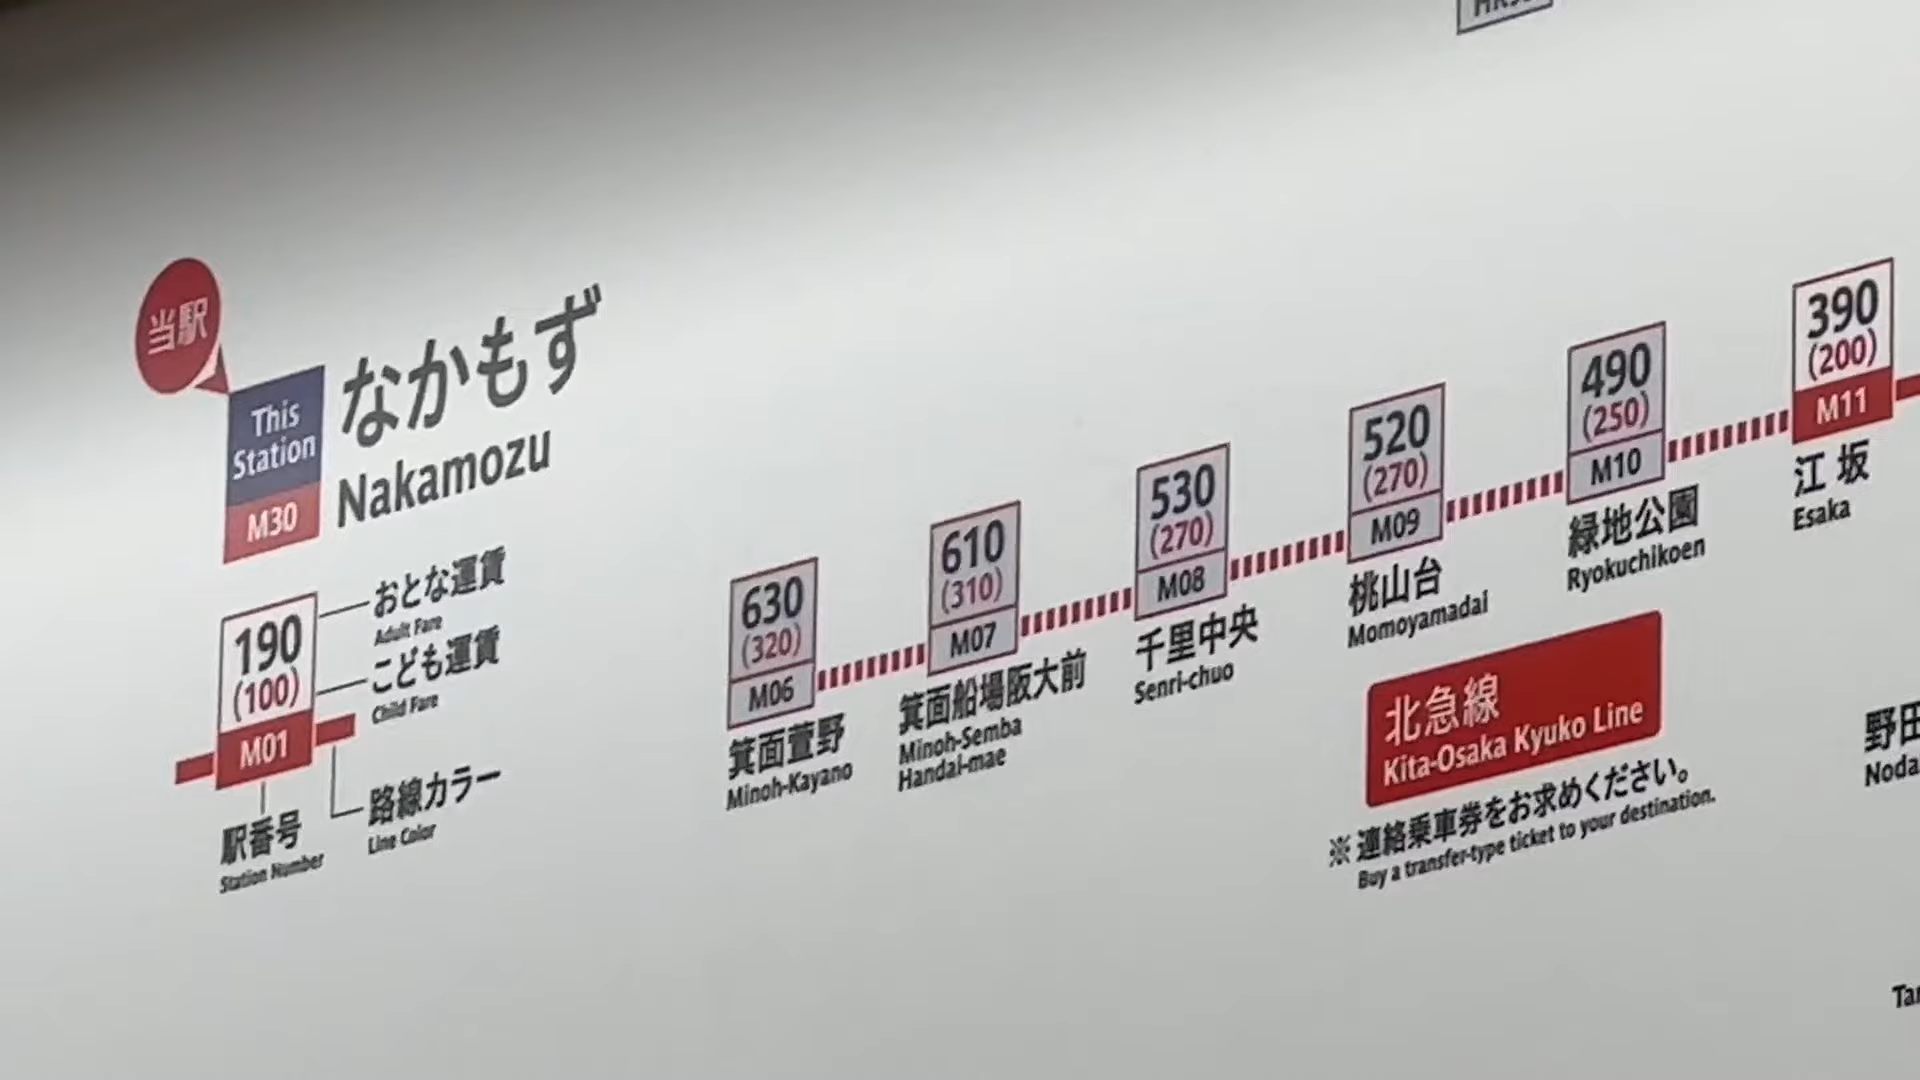 当駅
This
Station
M30
なかもず
Nakamozu
190
(100)
M01
おとな運賃
Adult Fare
こども運賃
Child Fare
路線カラー
Line Color
駅番号
Station Number
630
(320)
M06
箕面萱野
Minoh-Kayano
610
(310)
M07
箕面船場阪大前
Minoh-Semba
Handai-mae
530
(270)
M08
千里中央
Senri-chuo
520
(270)
M09
桃山台
Momoyamadai
490
(250)
M10
緑地公園
Ryokuchikoen
390
(200)
M11
江坂
Esaka
北急線
Kita-Osaka Kyuko Line
※連絡乗車券をお求めください。
Buy a transfer-type ticket to your destination.
野田
Noda